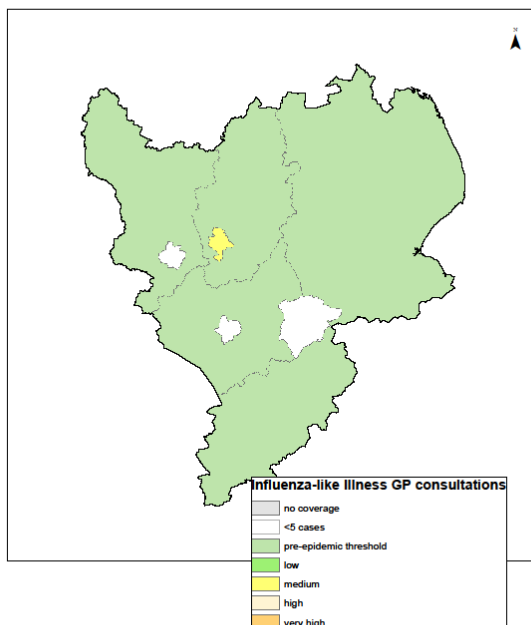 Influenza-like Illness GP consultations
no coverage
<5 cases
pre-epidemic threshold
low
medium
high
very high